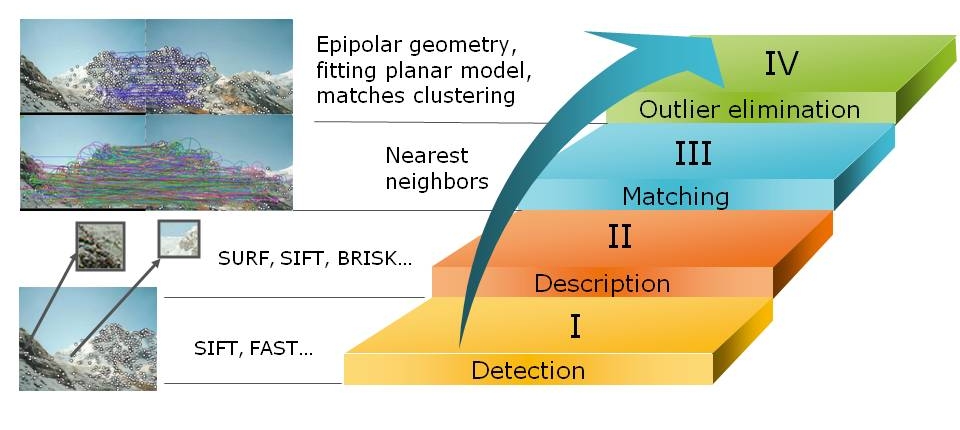 Epipolar geometry,
fitting planar model,
matches clustering
IV
Outlier elimination
Nearest
neighbors
III
Matching
SURF, SIFT, BRISK...
II
Description
SIFT, FAST...
I
Detection